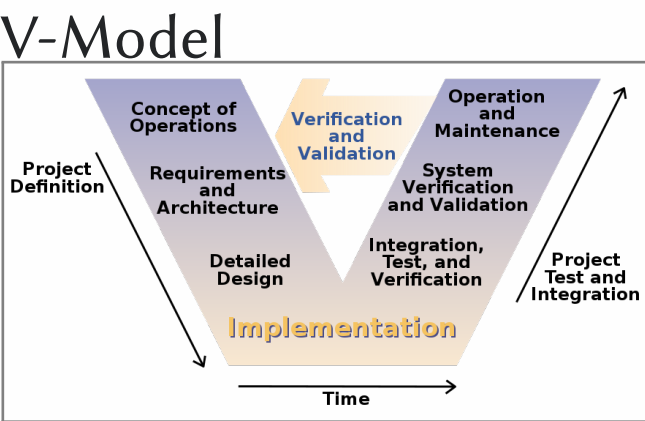 V-Model
Concept of
Operations
Verification
and
Validation
Operation
and
Maintenance
Project
Definition
Requirements
and
Architecture
System
Verification
and Validation
Detailed
Design
Integration,
Test, and
Verification
Project
Test and
Integration
Implementation
Time